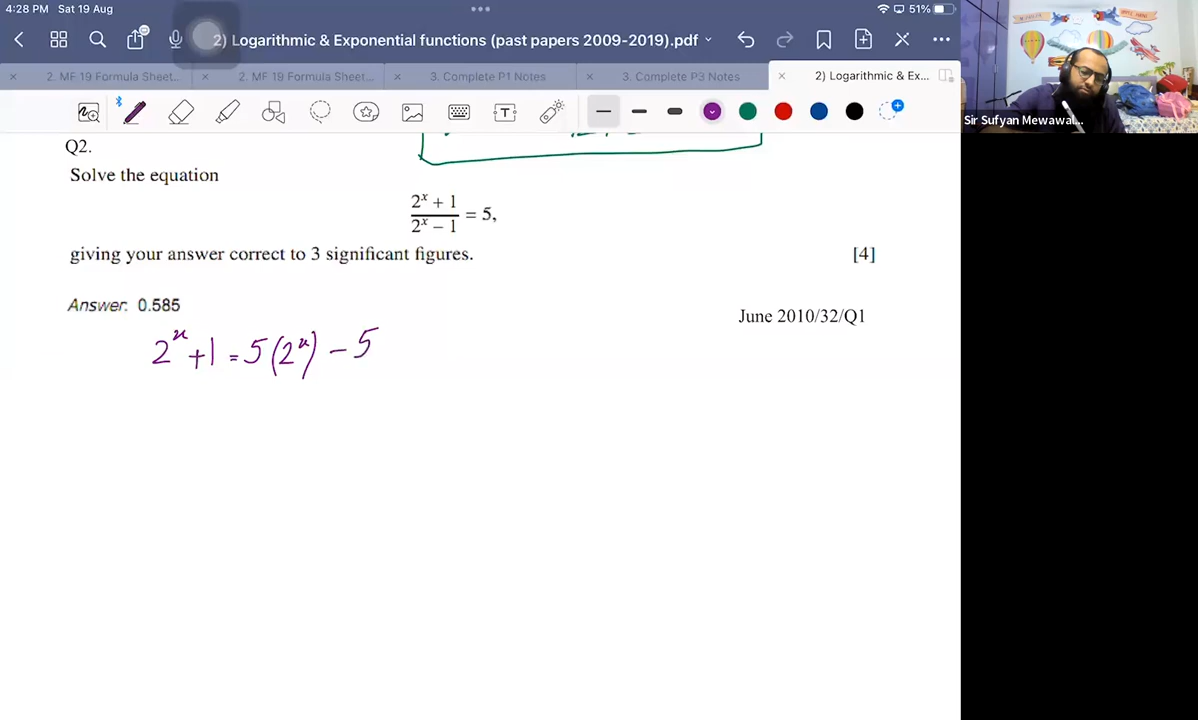 4:28 PM Sat 19 Aug
51%
2) Logarithmic & Exponential functions (past papers 2009-2019).pdf
2. MF 19 Formula Sheet...
2. MF 19 Formula Sheet...
3. Complete P1 Notes
3. Complete P3 Notes
2) Logarithmic & Ex...
Sir Sufyan Mewawal...
Q2.
Solve the equation
2^x + 1
2^x − 1
= 5,
giving your answer correct to 3 significant figures. [4]
Answer: 0.585
June 2010/32/Q1
2^x + 1 = 5(2^x) − 5